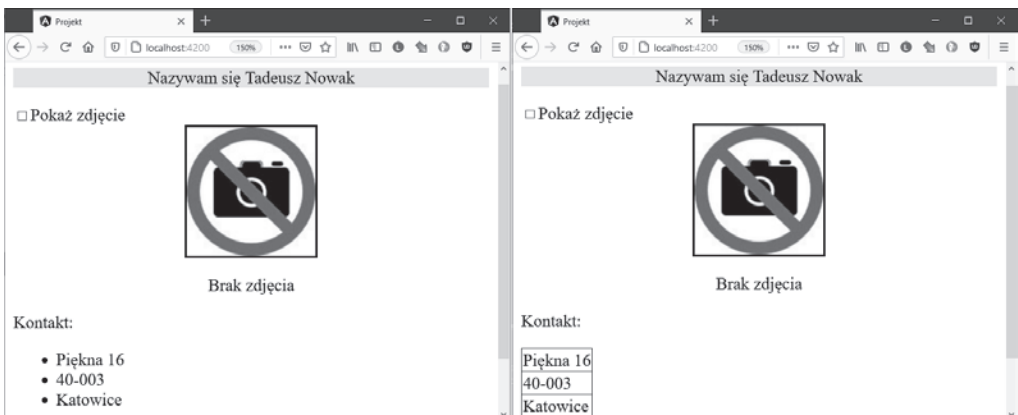 Projekt
localhost:4200
150%
Nazywam się Tadeusz Nowak
Pokaż zdjęcie
Brak zdjęcia
Kontakt:
• Piękna 16
• 40-003
• Katowice
Projekt
localhost:4200
150%
Nazywam się Tadeusz Nowak
Pokaż zdjęcie
Brak zdjęcia
Kontakt:
Piękna 16
40-003
Katowice